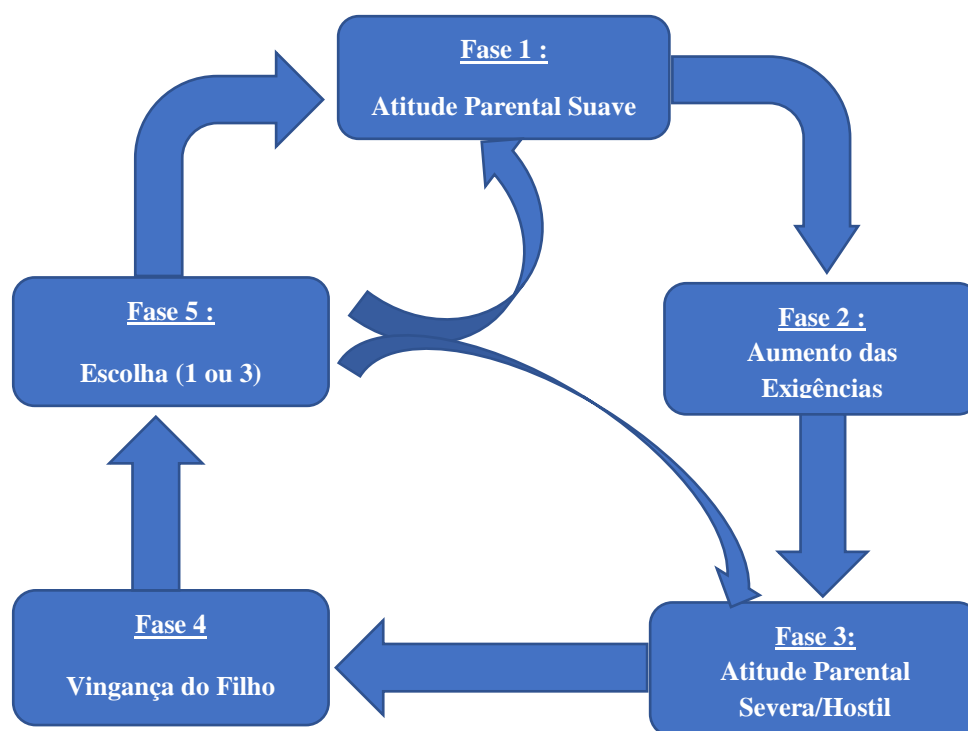 Fase 1 :
Atitude Parental Suave
Fase 5 :
Escolha (1 ou 3)
Fase 2 :
Aumento das
Exigências
Fase 4
Vingança do Filho
Fase 3:
Atitude Parental
Severa/Hostil